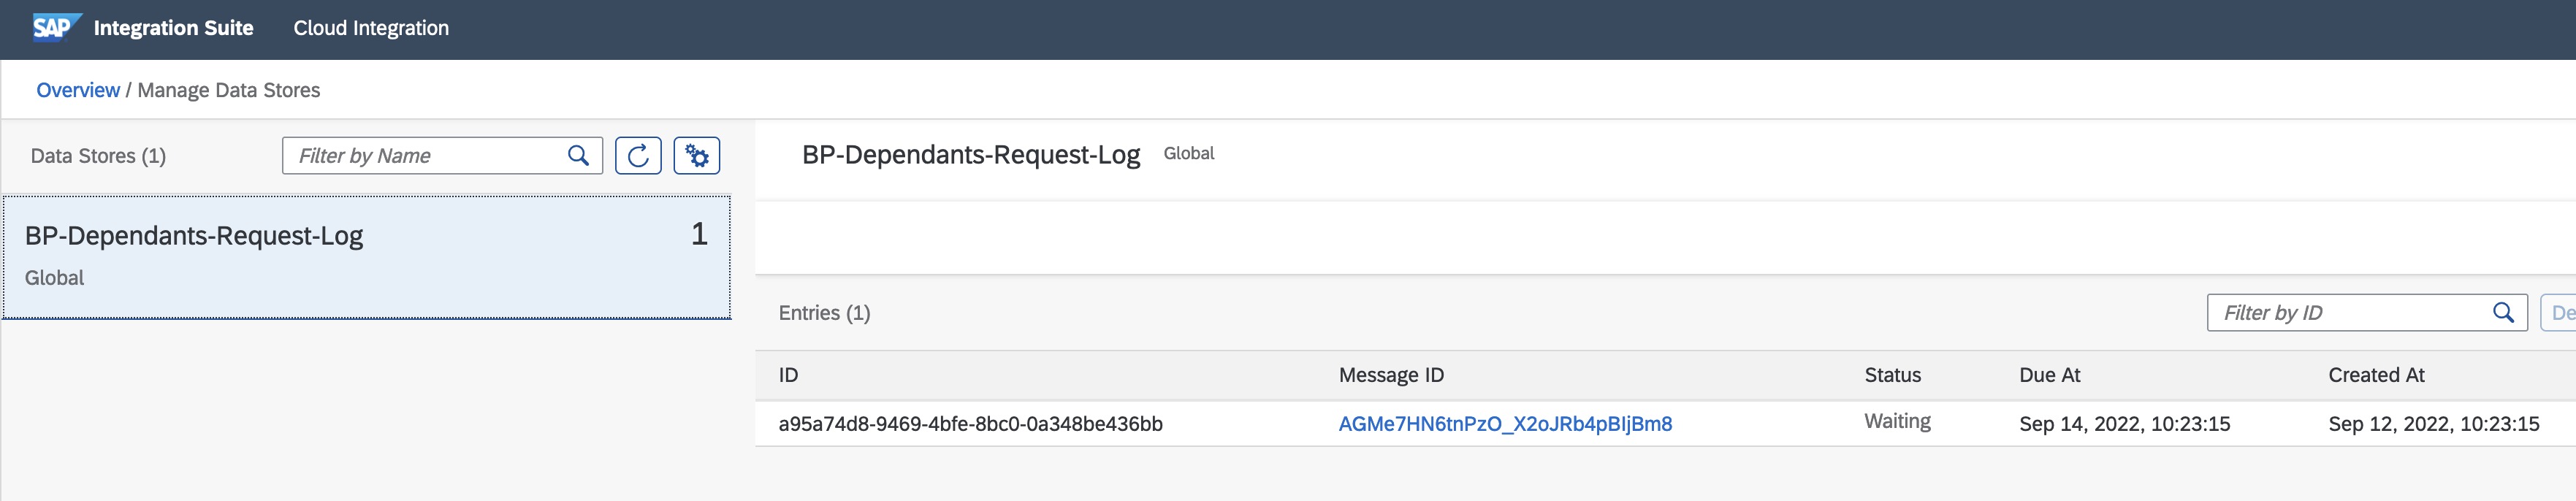 SAP Integration Suite Cloud Integration
Overview / Manage Data Stores
Data Stores (1) Filter by Name
BP-Dependants-Request-Log 1
Global
BP-Dependants-Request-Log Global
Entries (1) Filter by ID De
ID Message ID Status Due At Created At
a95a74d8-9469-4bfe-8bc0-0a348be436bb AGMe7HN6tnPzO_X2oJRb4pBIjBm8 Waiting Sep 14, 2022, 10:23:15 Sep 12, 2022, 10:23:15